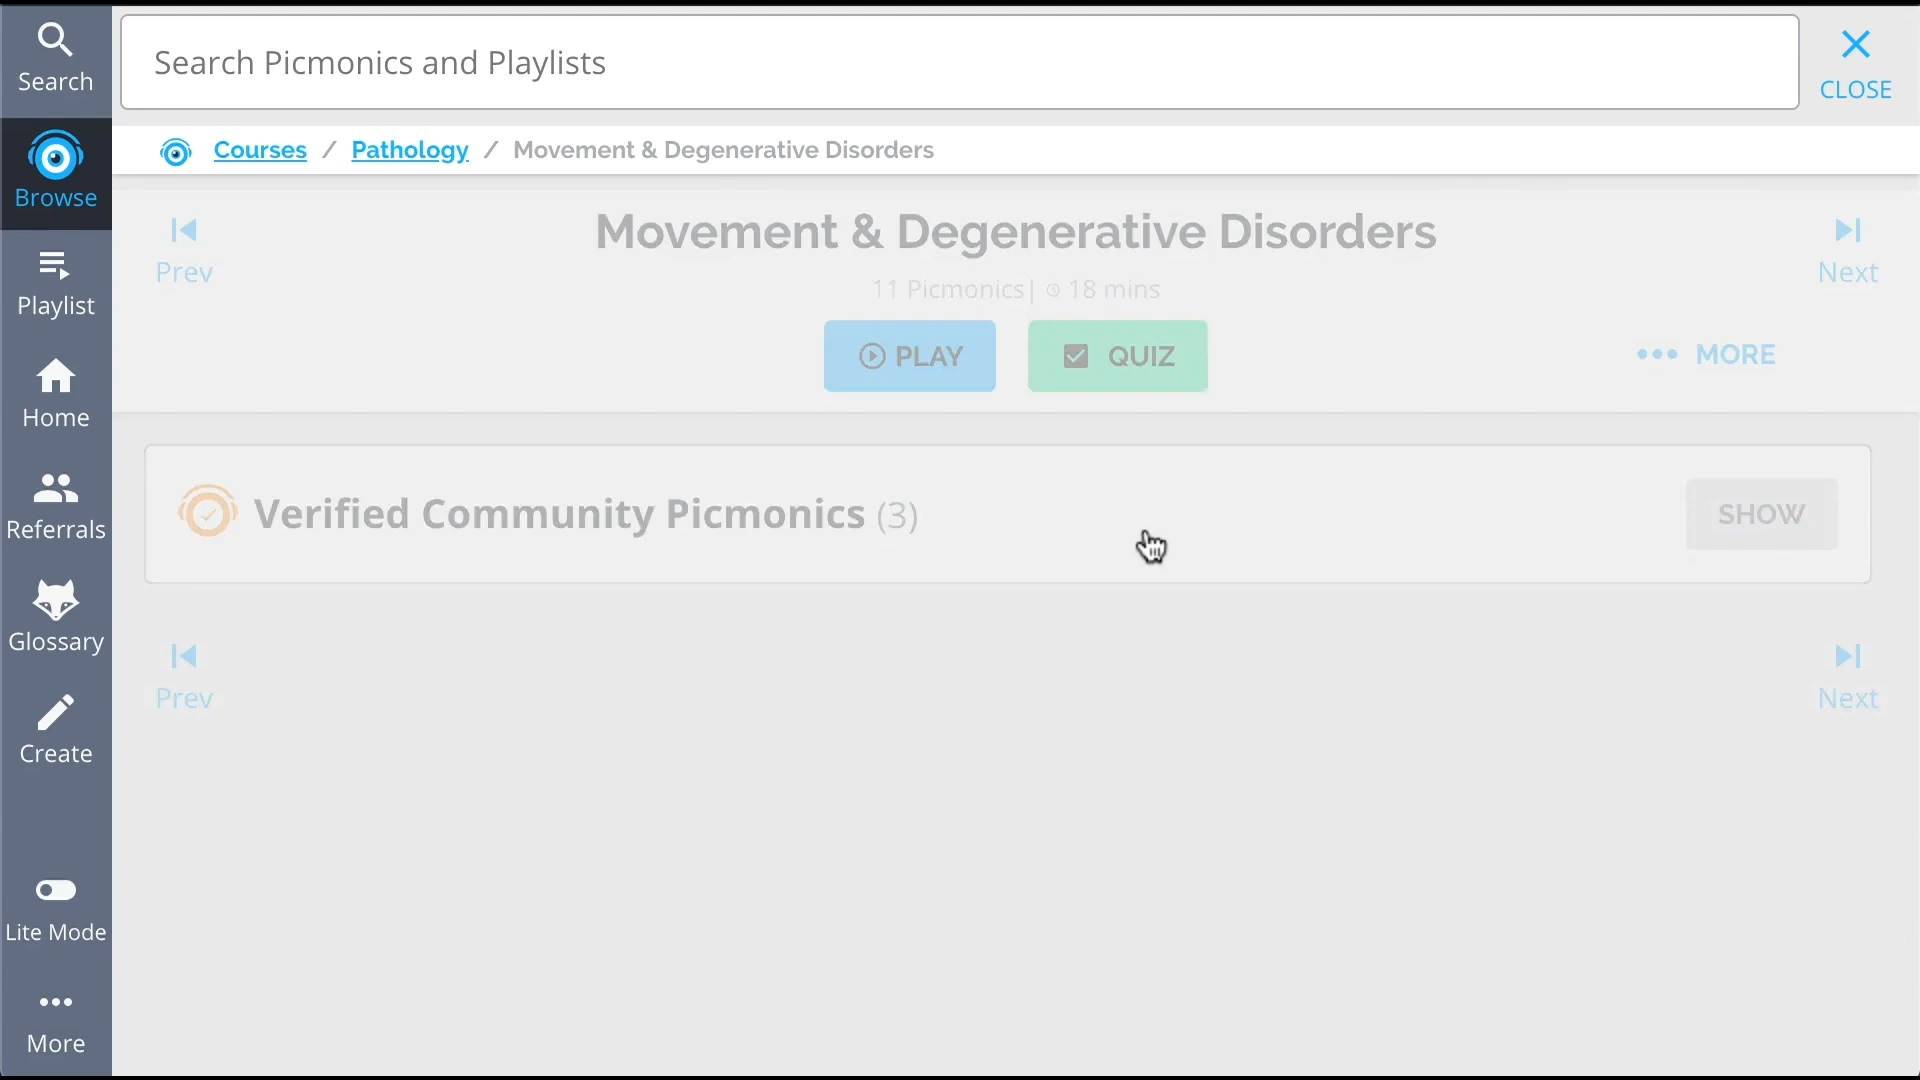 Search
Search Picmonics and Playlists
CLOSE
Courses / Pathology / Movement & Degenerative Disorders
Browse
Prev
Movement & Degenerative Disorders
Next
11 Picmonics| 18 mins
Playlist
PLAY
QUIZ
MORE
Home
Verified Community Picmonics (3)
SHOW
Referrals
Glossary
Prev
Next
Create
Lite Mode
More